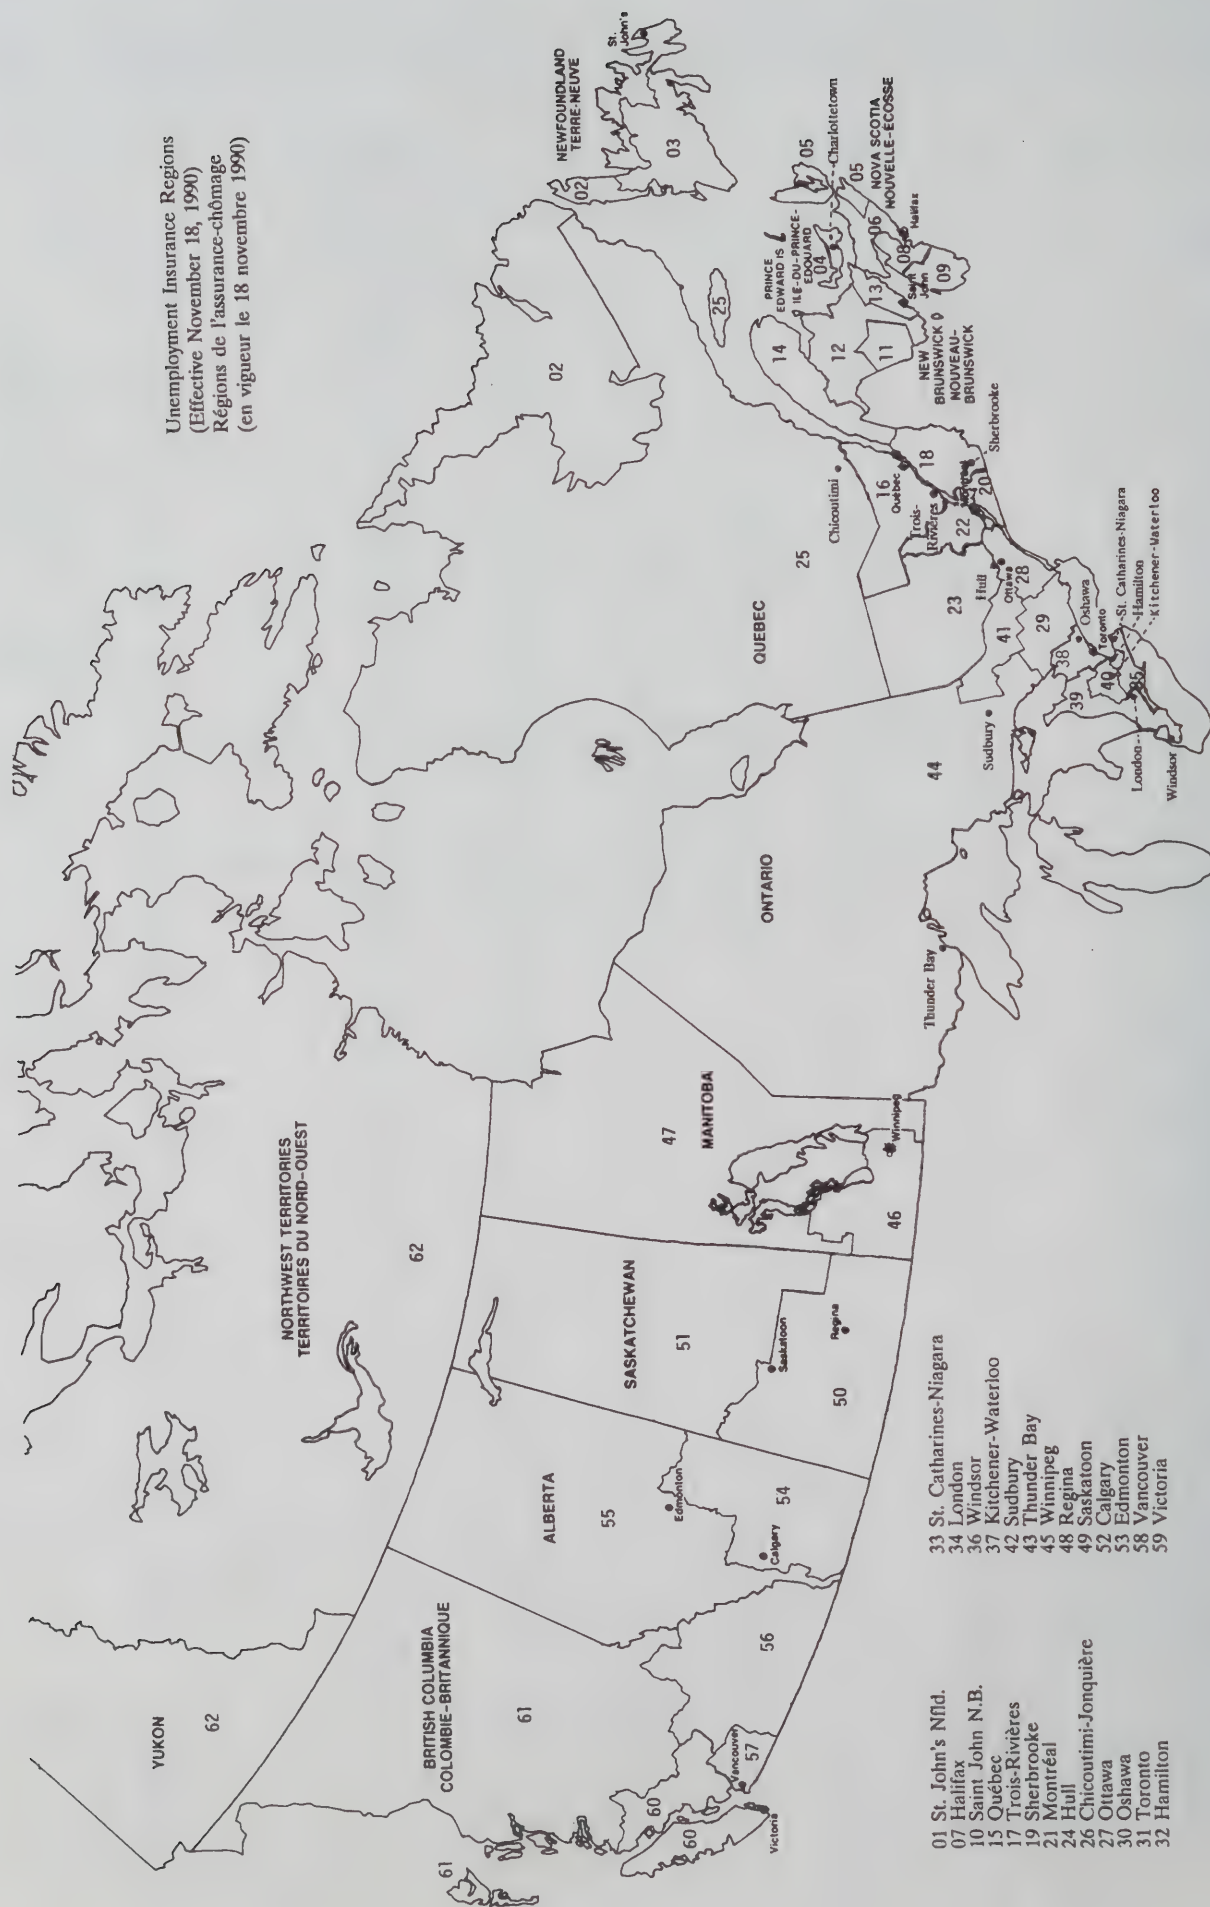 Unemployment Insurance Regions
(Effective November 18, 1990)
Régions de l'assurance-chômage
(en vigueur le 18 novembre 1990)
YUKON
62
NORTHWEST TERRITORIES
TERRITOIRES DU NORD-OUEST
62
BRITISH COLUMBIA
COLOMBIE-BRITANNIQUE
61
61
60
60
Vancouver
57
Victoria
56
ALBERTA
55
Edmonton
54
Calgary
SASKATCHEWAN
51
Saskatoon
Regina
50
MANITOBA
47
Winnipeg
46
ONTARIO
44
Thunder Bay
Sudbury
41
39
38
29
28
40
35
Oshawa
Toronto
St. Catharines-Niagara
Hamilton
Kitchener-Waterloo
London
Windsor
QUEBEC
25
25
Chicoutimi
16
Québec
18
Trois-
Rivières
22
Montréal
20
Sherbrooke
23
Hull
Ottawa
14
02
NEWFOUNDLAND
TERRE-NEUVE
02
03
St.
John's
PRINCE
EDWARD IS
ILE-DU-PRINCE-
EDOUARD
04
Charlottetown
05
05
NOVA SCOTIA
NOUVELLE-ÉCOSSE
06
08
Halifax
09
13
Saint
John
12
11
NEW
BRUNSWICK
NOUVEAU-
BRUNSWICK
01 St. John's Nfld.
07 Halifax
10 Saint John N.B.
15 Québec
17 Trois-Rivières
19 Sherbrooke
21 Montréal
24 Hull
26 Chicoutimi-Jonquière
27 Ottawa
30 Oshawa
31 Toronto
32 Hamilton
33 St. Catharines-Niagara
34 London
36 Windsor
37 Kitchener-Waterloo
42 Sudbury
43 Thunder Bay
45 Winnipeg
48 Regina
49 Saskatoon
52 Calgary
53 Edmonton
58 Vancouver
59 Victoria